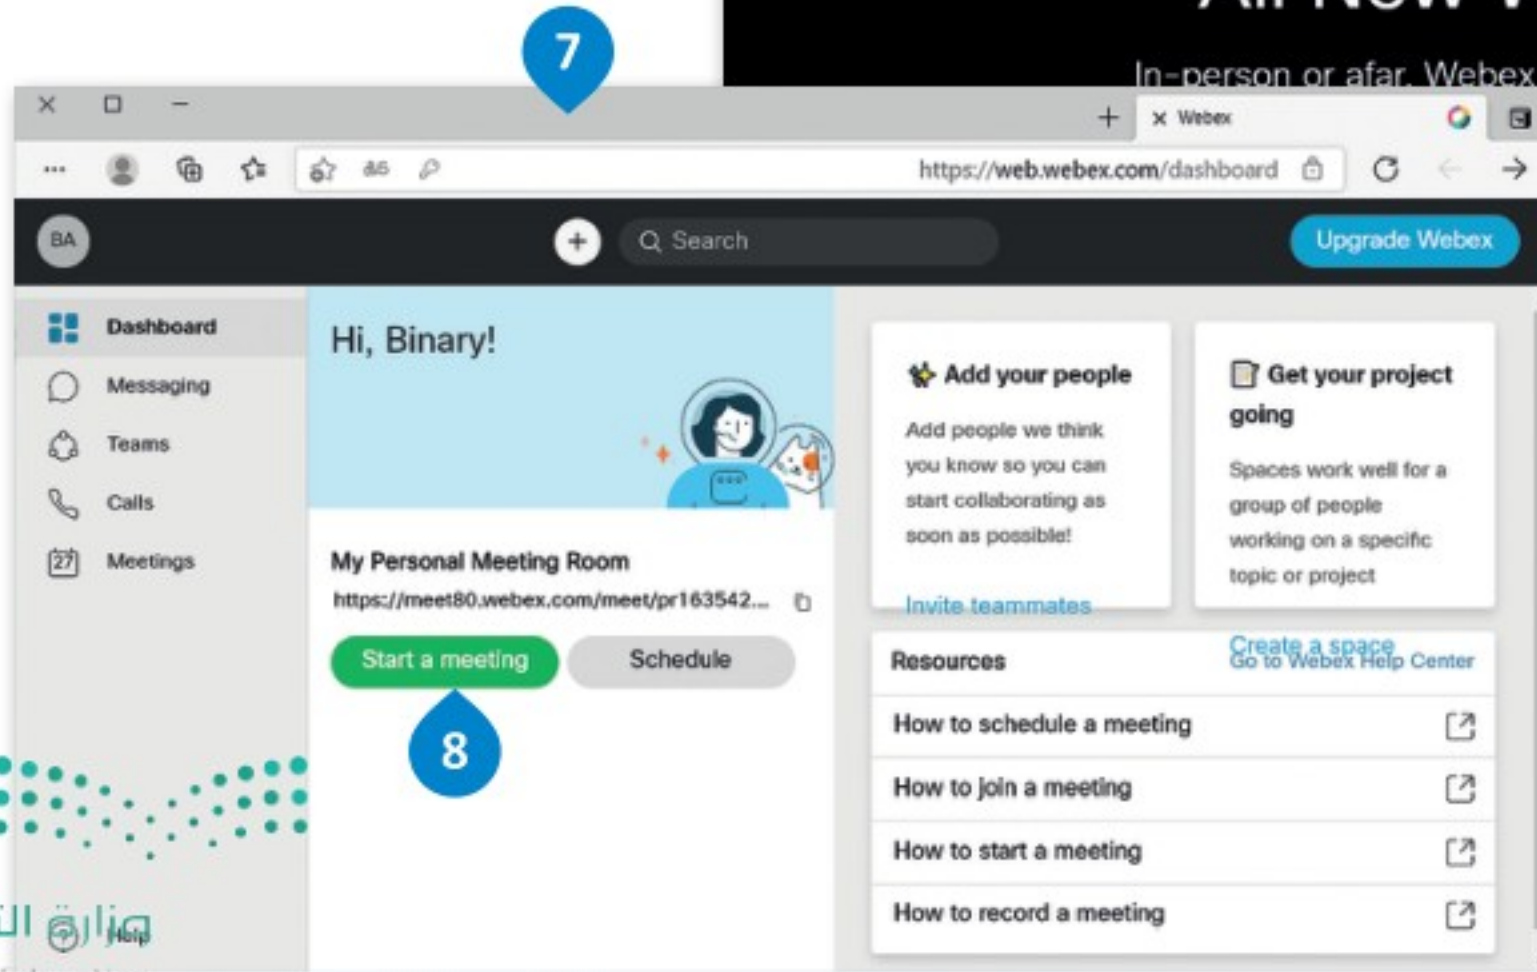 In-person or afar, Webex
7
Webex
https://web.webex.com/dashboard
BA
Search
Upgrade Webex
Dashboard
Messaging
Teams
Calls
Meetings
Help
Hi, Binary!
My Personal Meeting Room
https://meet80.webex.com/meet/pr163542...
Start a meeting
Schedule
8
Add your people
Add people we think
you know so you can
start collaborating as
soon as possible!
Invite teammates
Get your project
going
Spaces work well for a
group of people
working on a specific
topic or project
Create a space
Resources
Go to Webex Help Center
How to schedule a meeting
How to join a meeting
How to start a meeting
How to record a meeting
وزارة